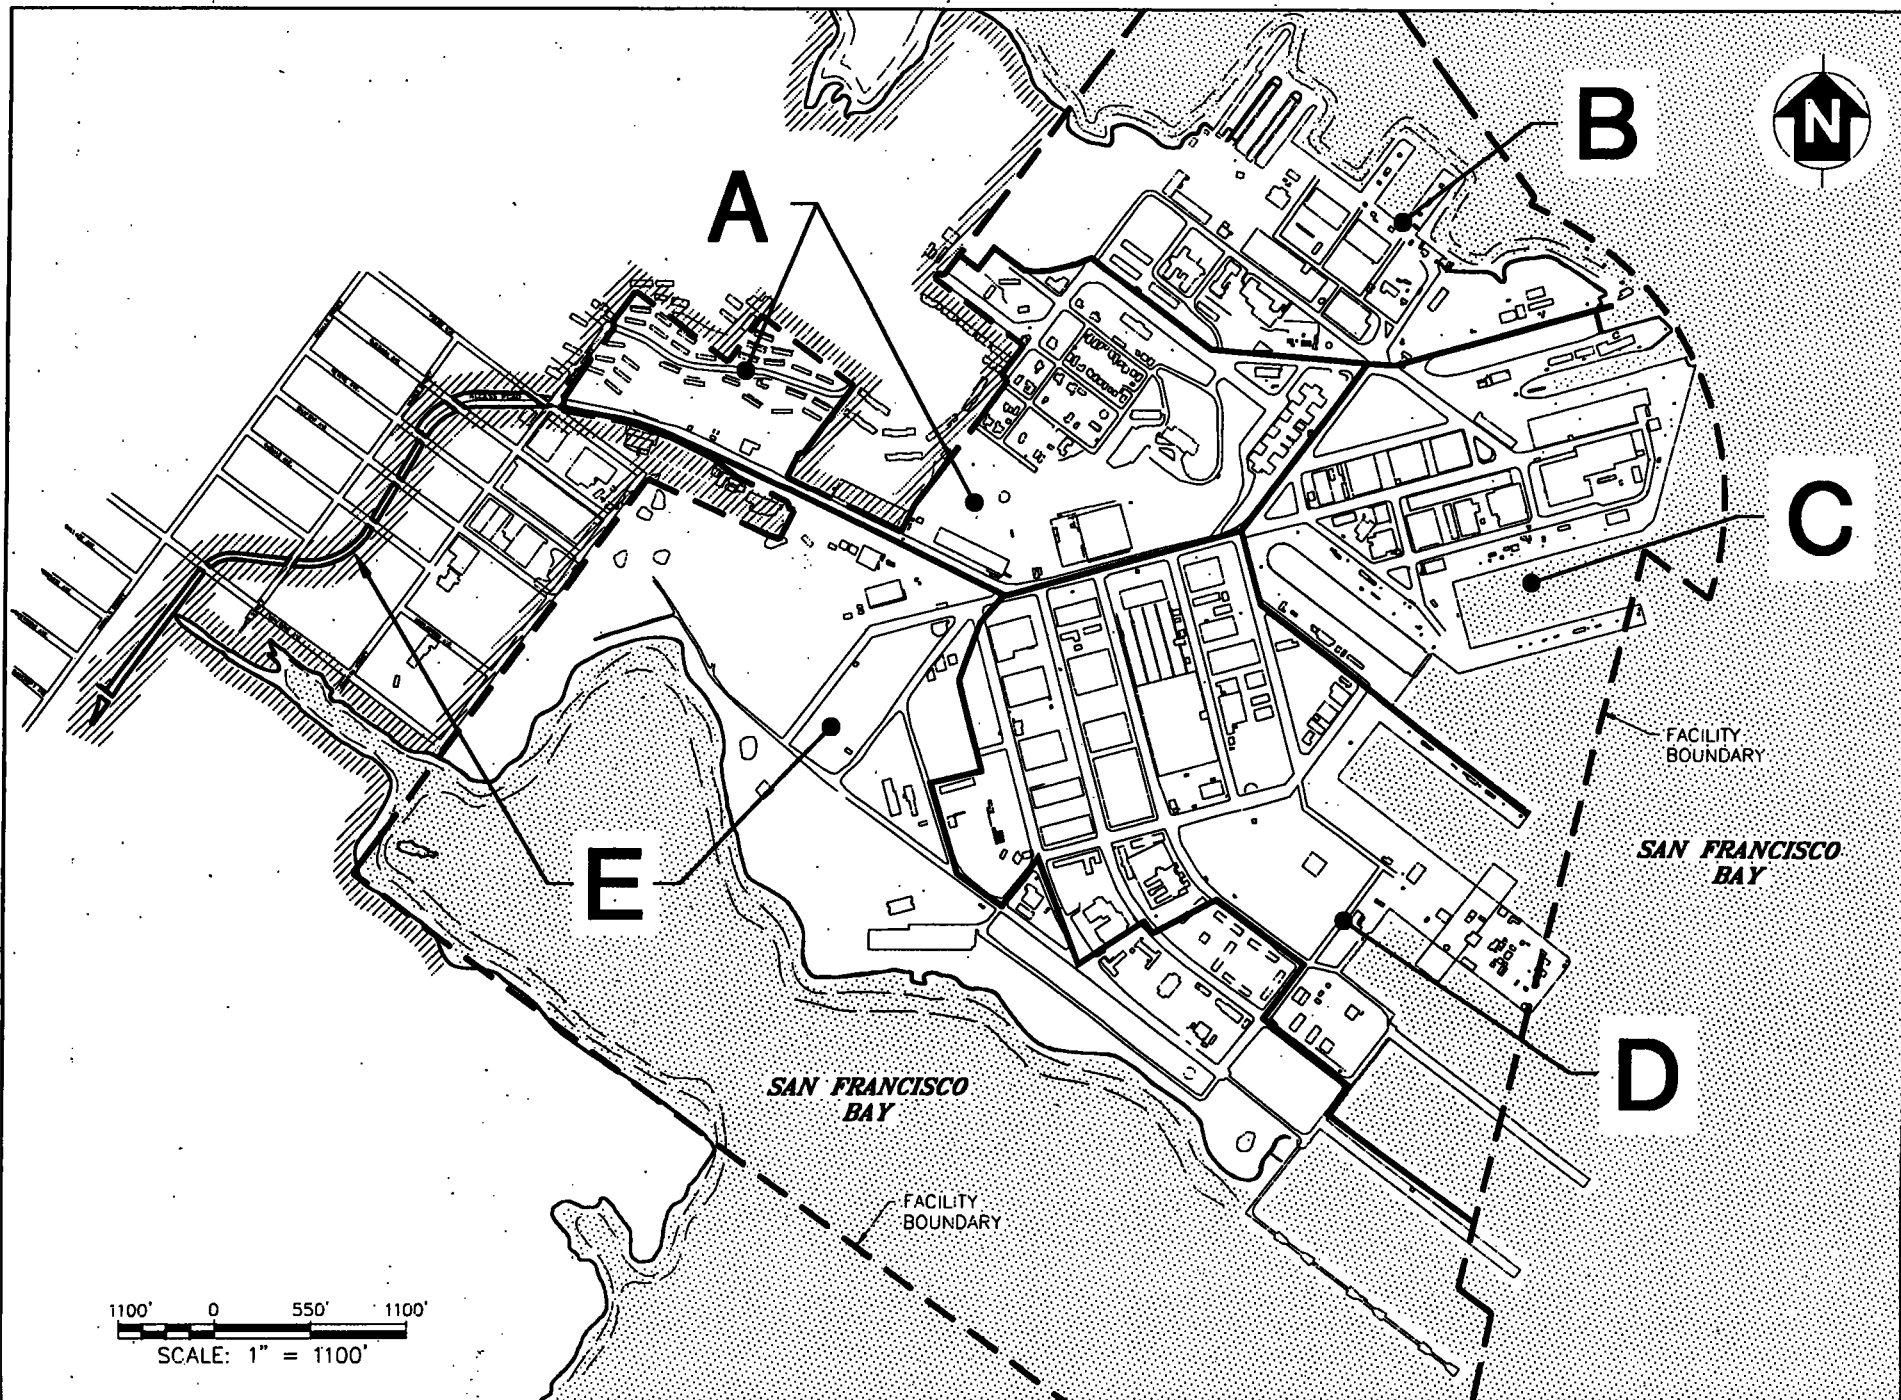 B
N
A
C
FACILITY
BOUNDARY
SAN FRANCISCO
BAY
E
D
SAN FRANCISCO
BAY
FACILITY
BOUNDARY
1100' 0 550' 1100'
SCALE: 1" = 1100'